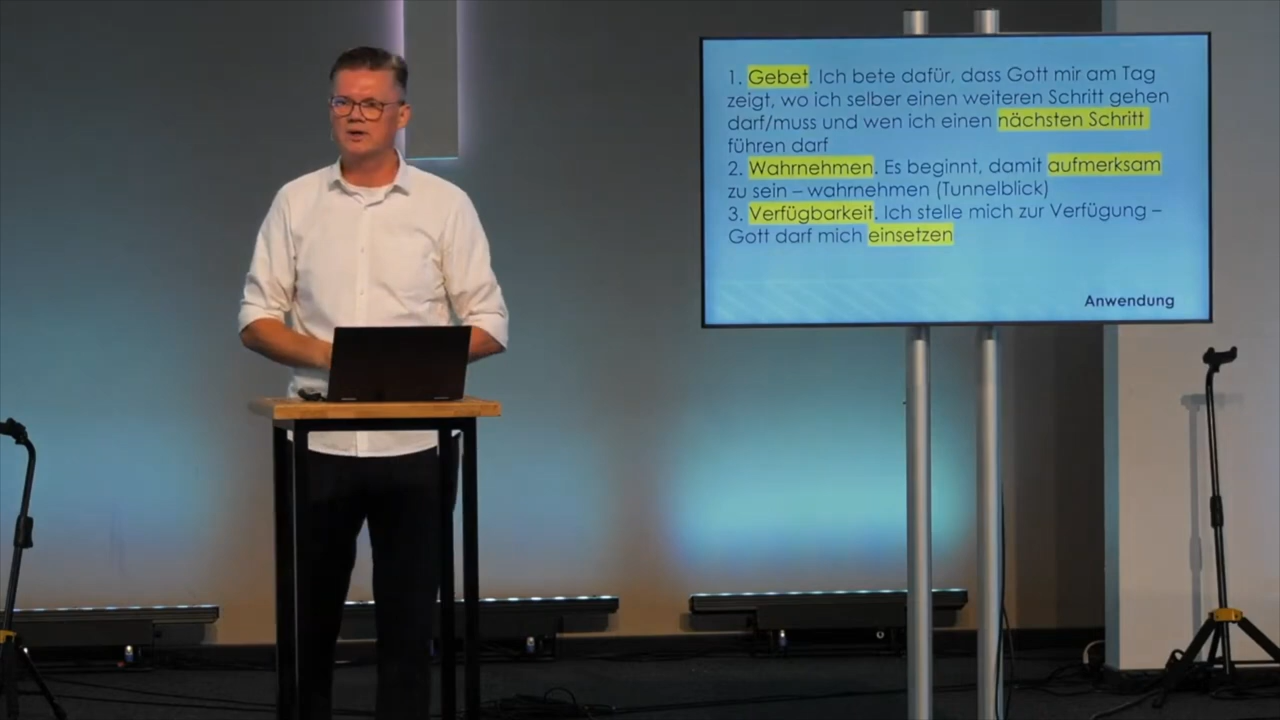 1. Gebet. Ich bete dafür, dass Gott mir am Tag
zeigt, wo ich selber einen weiteren Schritt gehen
darf/muss und wen ich einen nächsten Schritt
führen darf
2. Wahrnehmen. Es beginnt, damit aufmerksam
zu sein – wahrnehmen (Tunnelblick)
3. Verfügbarkeit. Ich stelle mich zur Verfügung –
Gott darf mich einsetzen
Anwendung